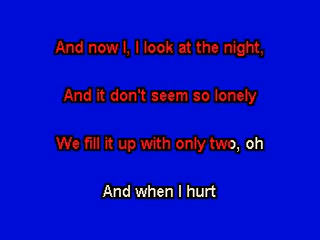 And now I, I look at the night,
And it don't seem so lonely
We fill it up with only two, oh
And when I hurt